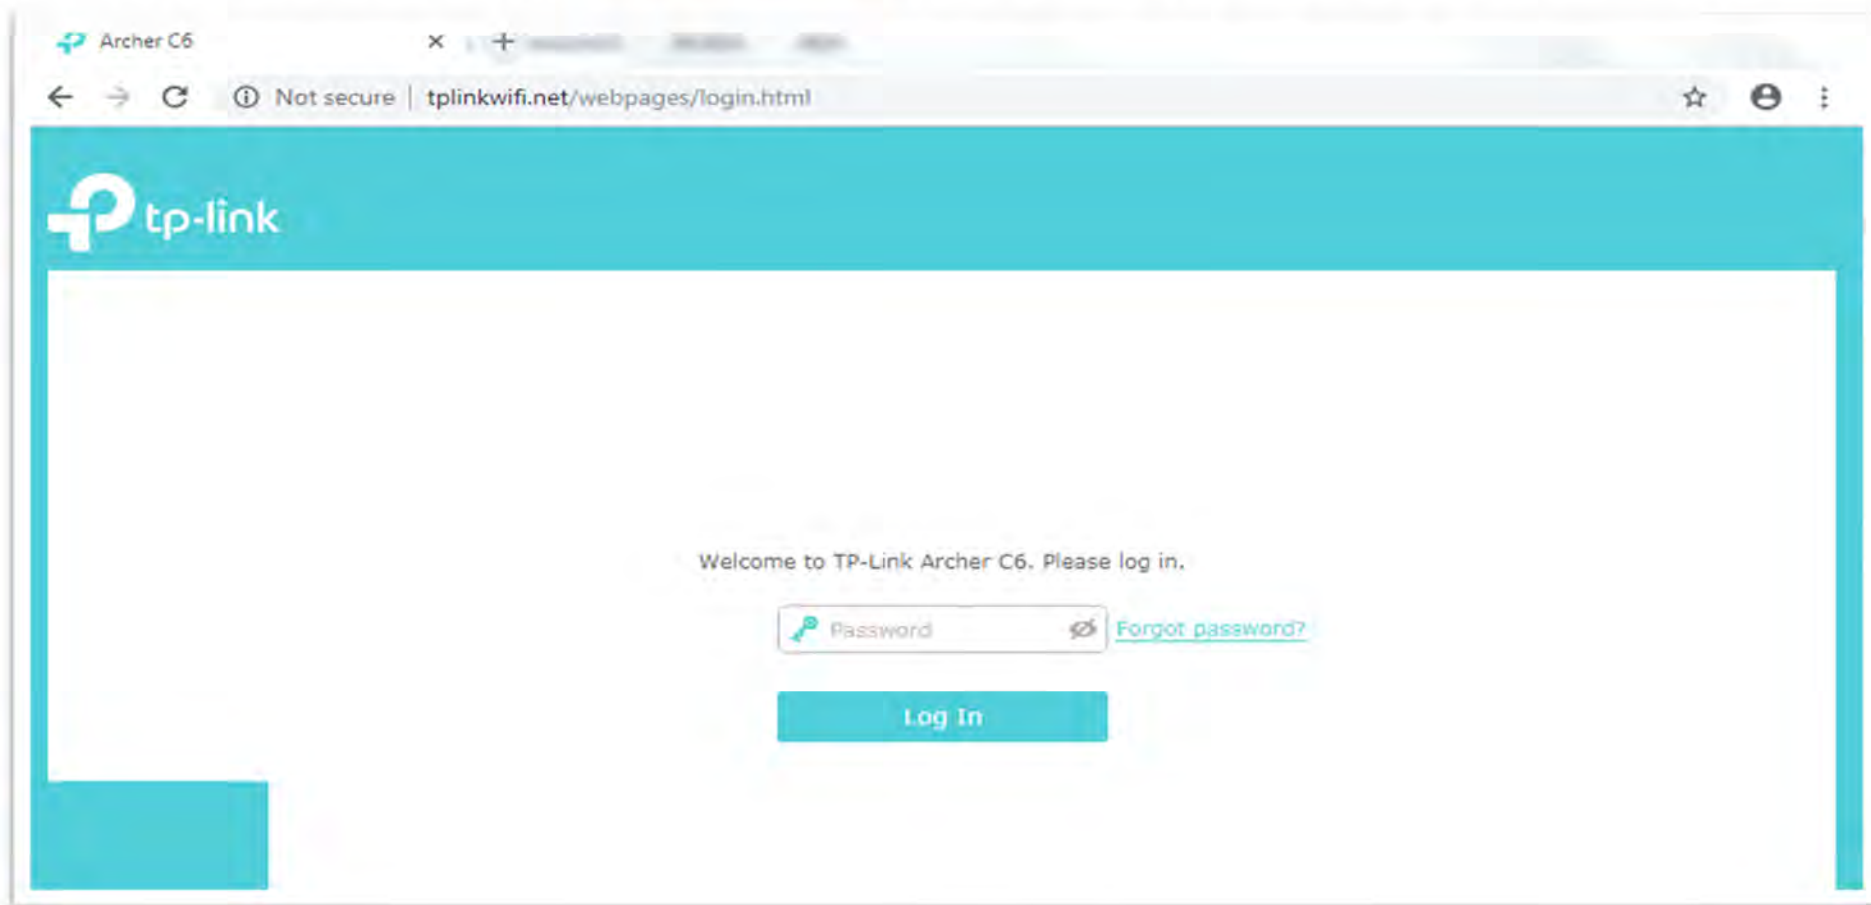 Archer C6
Not secure | tplinkwifi.net/webpages/login.html
tp-link
Welcome to TP-Link Archer C6. Please log in.
Password
Forgot password?
Log In